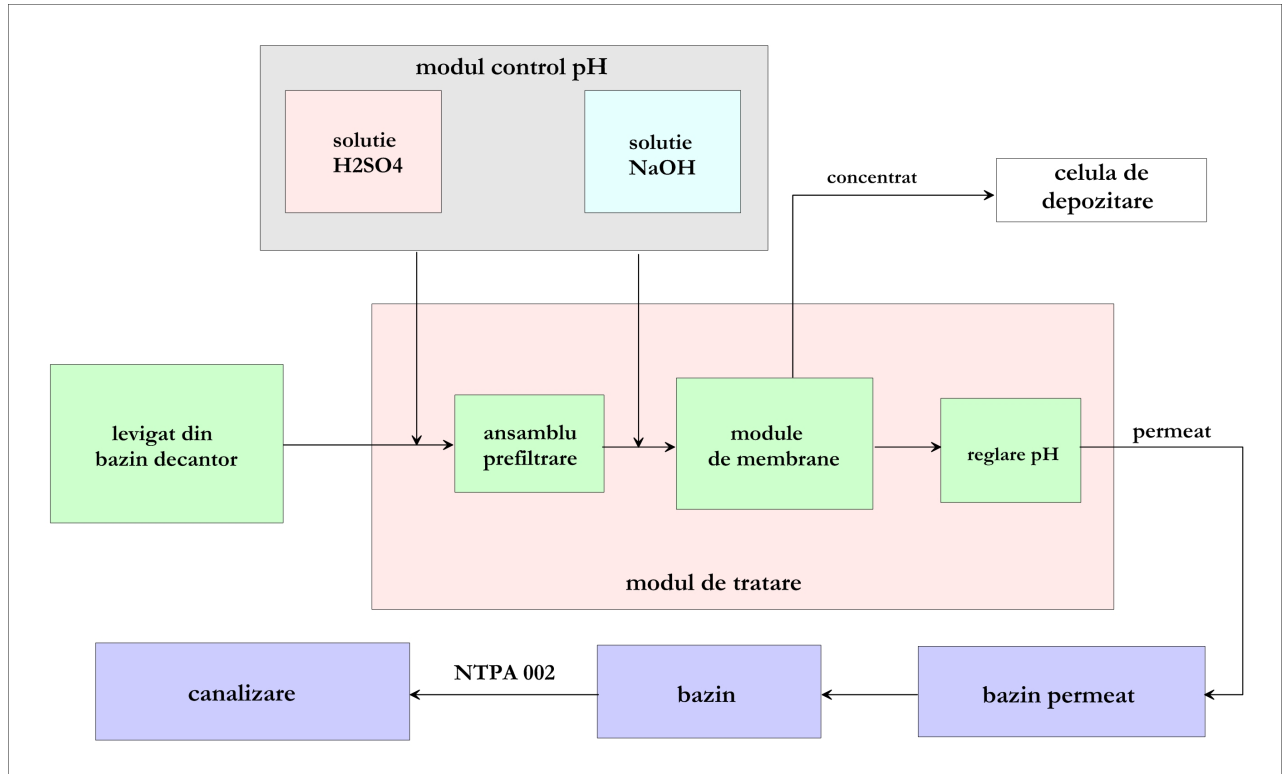 modul control pH
solutie
H2SO4
solutie
NaOH
concentrat
celula de
depozitare
levigat din
bazin decantor
ansamblu
prefiltrare
module
de membrane
reglare pH
permeat
modul de tratare
canalizare
NTPA 002
bazin
bazin permeat